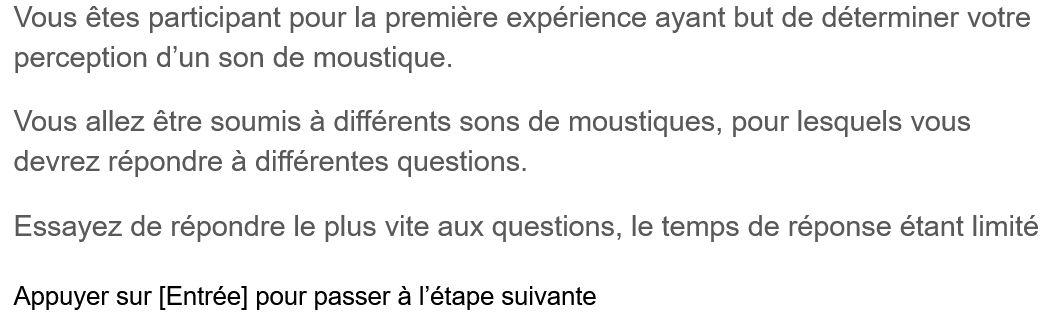 Vous êtes participant pour la première expérience ayant but de déterminer votre
perception d’un son de moustique.
Vous allez être soumis à différents sons de moustiques, pour lesquels vous
devrez répondre à différentes questions.
Essayez de répondre le plus vite aux questions, le temps de réponse étant limité
Appuyer sur [Entrée] pour passer à l’étape suivante